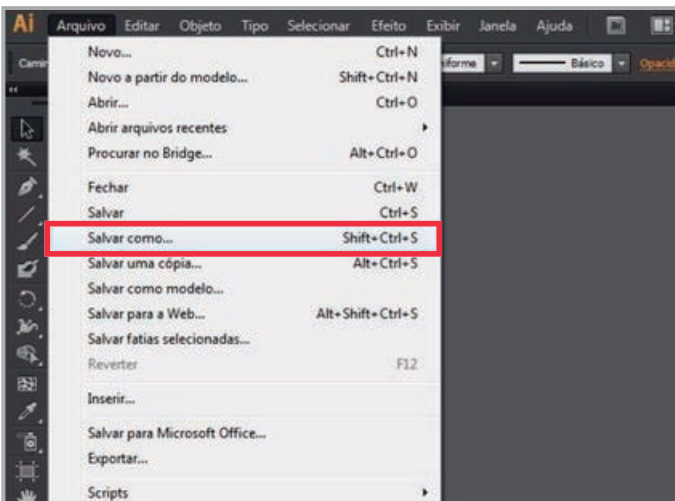 Ai Arquivo Editar Objeto Tipo Selecionar Efeito Exibir Janela Ajuda Br
Básico
Novo... Ctrl+N
Novo a partir do modelo... Shift+Ctrl+N
Abrir... Ctrl+O
Abrir arquivos recentes
Procurar no Bridge... Alt+Ctrl+O
Fechar Ctrl+W
Salvar Ctrl+S
Salvar como... Shift+Ctrl+S
Salvar uma cópia... Alt+Ctrl+S
Salvar como modelo...
Salvar para a Web... Alt+Shift+Ctrl+S
Salvar fatias selecionadas...
Reverter F12
Inserir...
Salvar para Microsoft Office...
Exportar...
Scripts